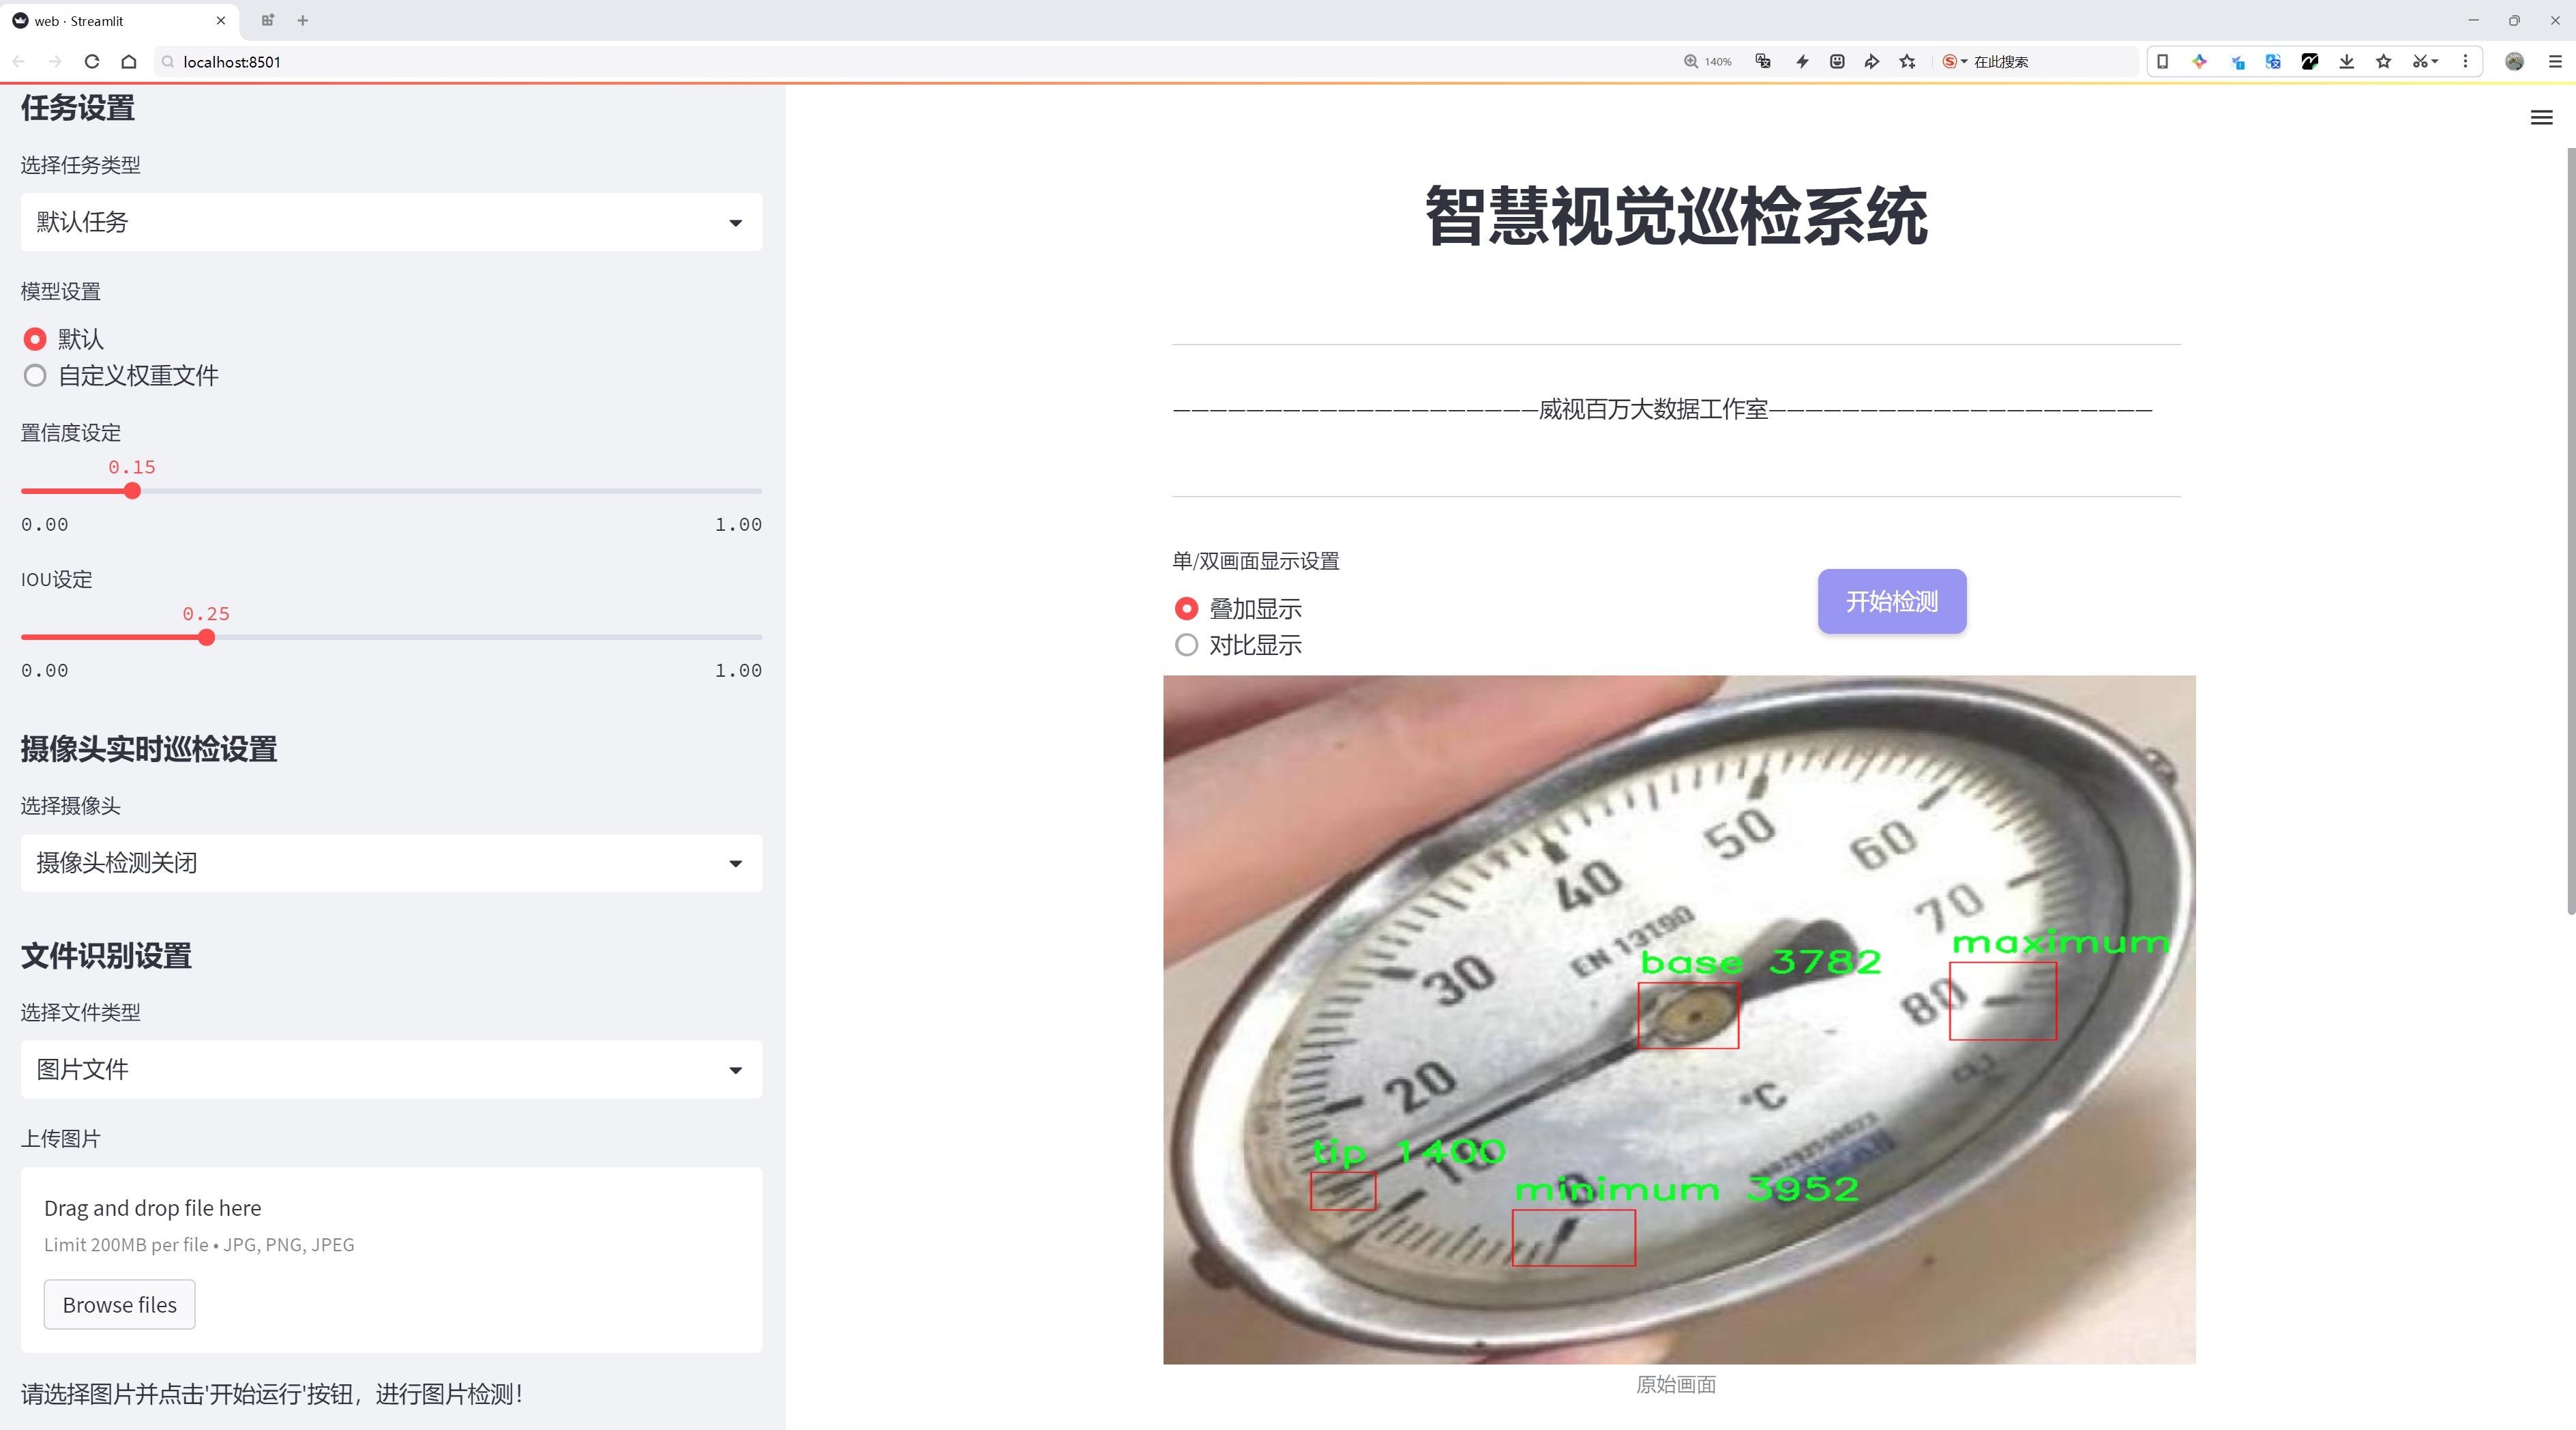 web · Streamlit
localhost:8501
140%
在此搜索
任务设置
选择任务类型
默认任务
模型设置
默认
自定义权重文件
置信度设定
0.15
0.00 1.00
IOU设定
0.25
0.00 1.00
摄像头实时巡检设置
选择摄像头
摄像头检测关闭
文件识别设置
选择文件类型
图片文件
上传图片
Drag and drop file here
Limit 200MB per file • JPG, PNG, JPEG
Browse files
请选择图片并点击'开始运行'按钮，进行图片检测！
智慧视觉巡检系统
————————————————————威视百万大数据工作室—————————————————————
单/双画面显示设置
叠加显示
对比显示
开始检测
50
60
40
70
EN 13190
maximum
base 3782
30
80
20
°C
tip 1400
10
0
minimum 3952
原始画面